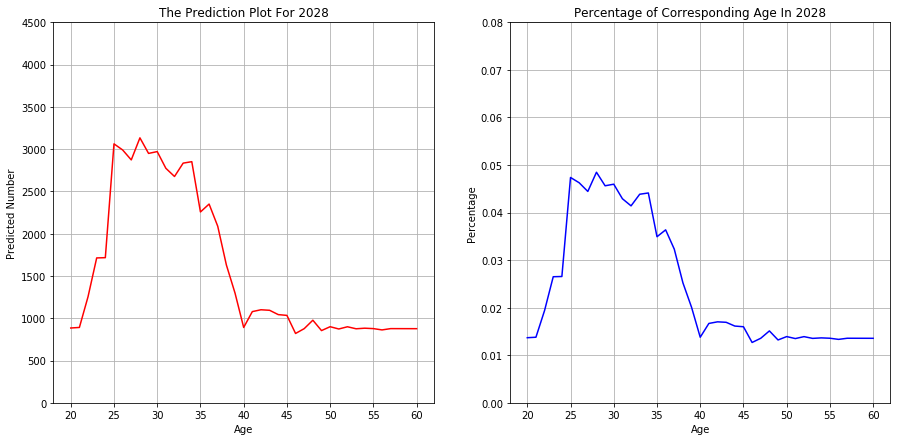 The Prediction Plot For 2028
4500
4000
3500
3000
2500
2000
1500
1000
500
0
Predicted Number
20 25 30 35 40 45 50 55 60
Age
Percentage of Corresponding Age In 2028
0.08
0.07
0.06
0.05
0.04
0.03
0.02
0.01
0.00
Percentage
20 25 30 35 40 45 50 55 60
Age